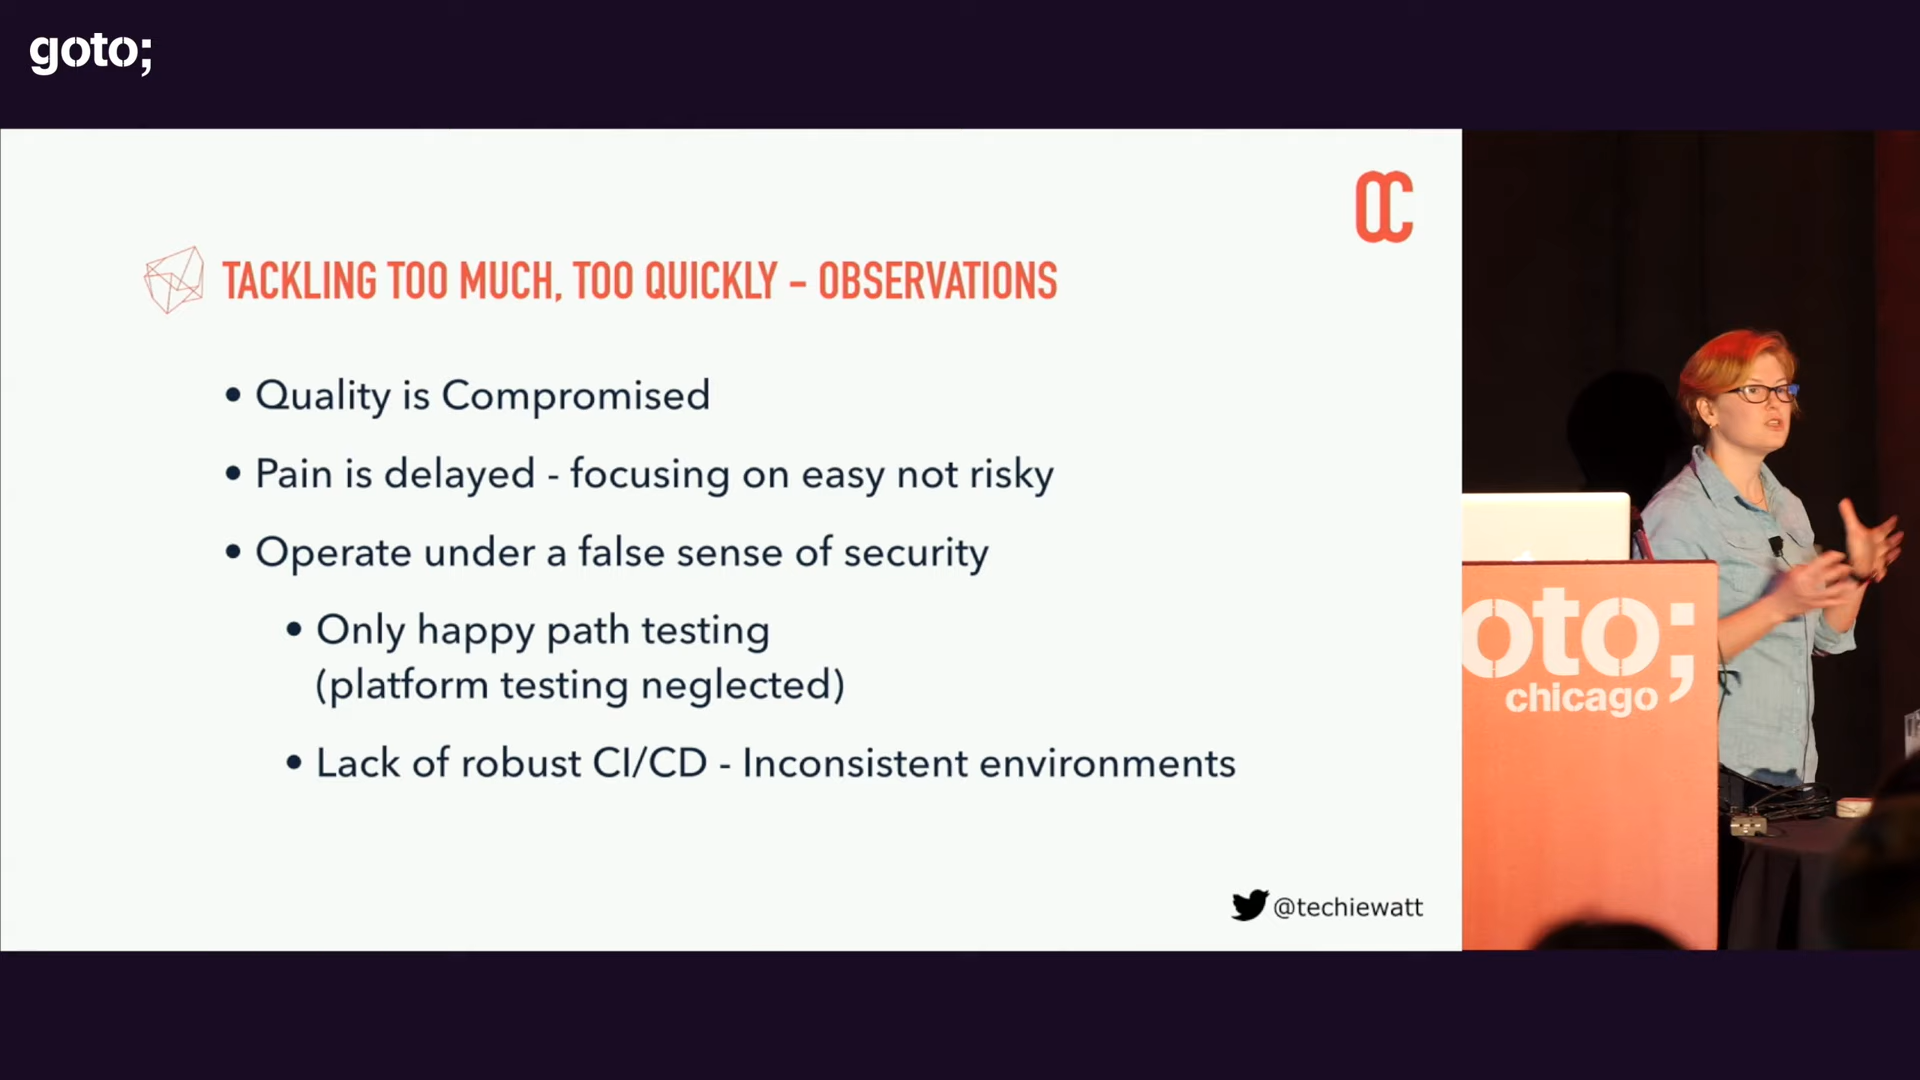 goto;
TACKLING TOO MUCH, TOO QUICKLY - OBSERVATIONS
• Quality is Compromised
• Pain is delayed - focusing on easy not risky
• Operate under a false sense of security
• Only happy path testing
(platform testing neglected)
• Lack of robust CI/CD - Inconsistent environments
@techiewatt
oto;
chicago